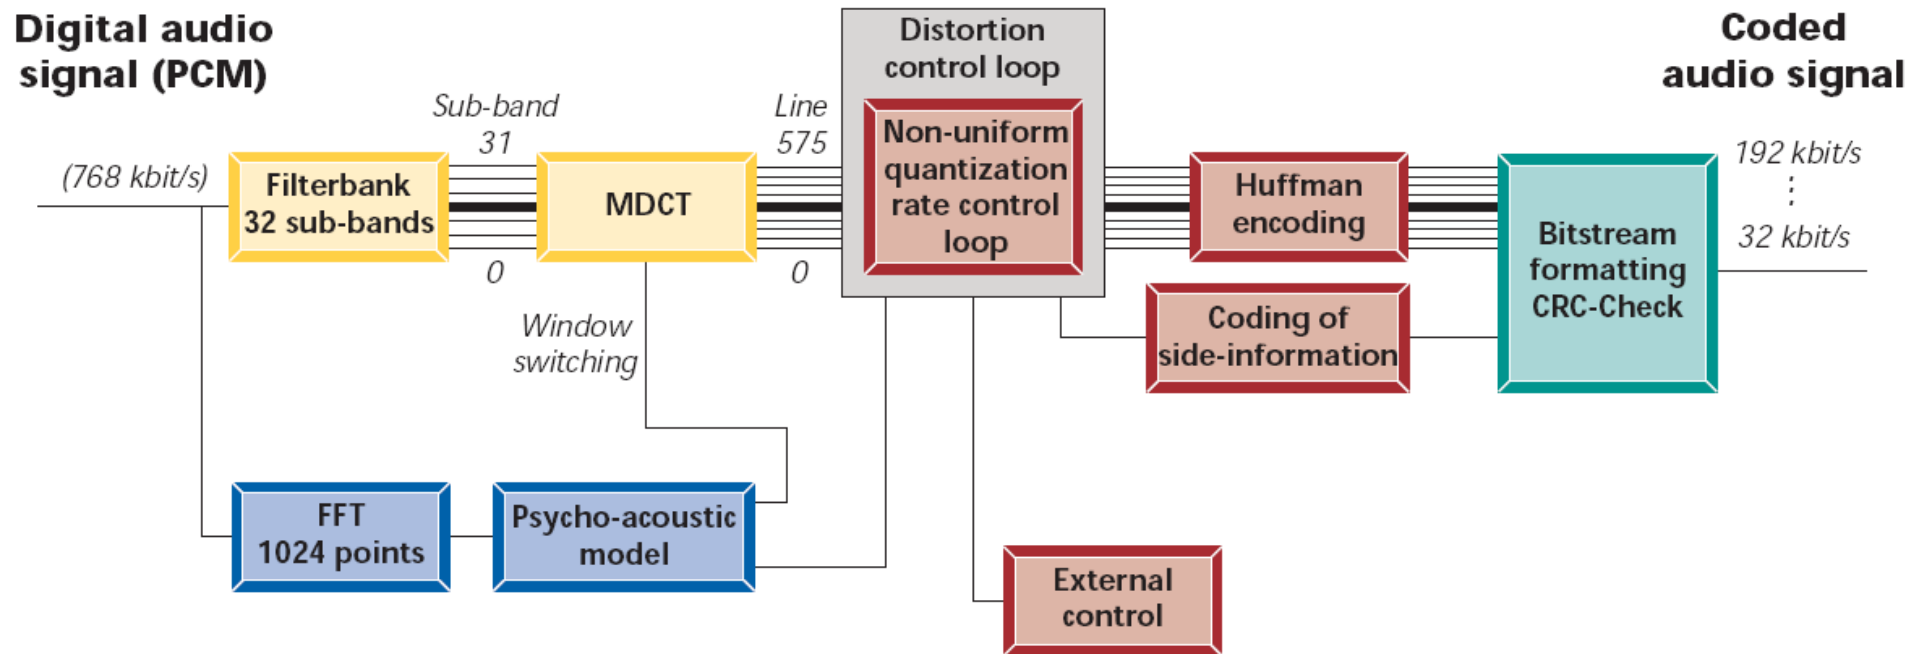 Digital audio
signal (PCM)
(768 kbit/s)
Filterbank
32 sub-bands
Sub-band
31
0
MDCT
Line
575
0
Window
switching
Distortion
control loop
Non-uniform
quantization
rate control
loop
Huffman
encoding
Coding of
side-information
Bitstream
formatting
CRC-Check
Coded
audio signal
192 kbit/s
32 kbit/s
FFT
1024 points
Psycho-acoustic
model
External
control